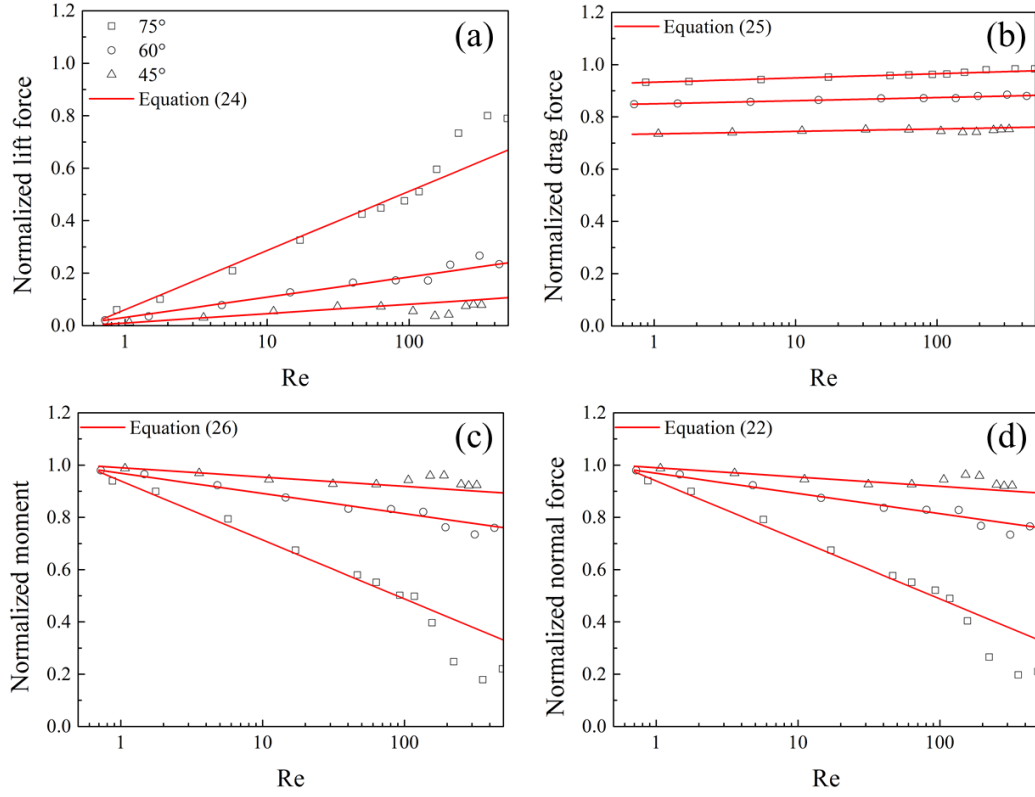 (a)
75°
60°
45°
Equation (24)
Normalized lift force
1.2
1.0
0.8
0.6
0.4
0.2
0.0
1 10 100
Re
(b)
Equation (25)
Normalized drag force
1.2
1.0
0.8
0.6
0.4
0.2
0.0
1 10 100
Re
(c)
Equation (26)
Normalized moment
1.2
1.0
0.8
0.6
0.4
0.2
0.0
1 10 100
Re
(d)
Equation (22)
Normalized normal force
1.2
1.0
0.8
0.6
0.4
0.2
0.0
1 10 100
Re